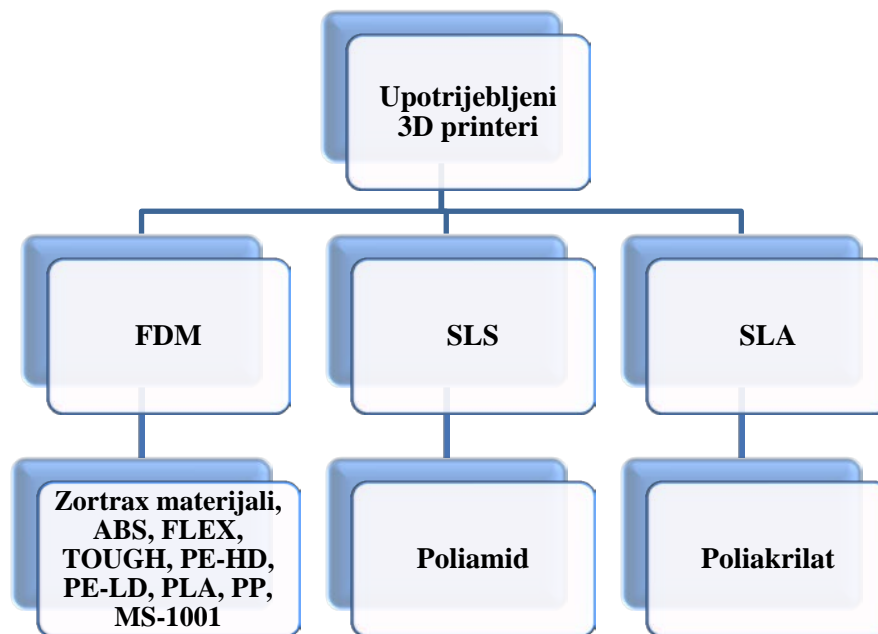 Upotrijebljeni
3D printeri
FDM
SLS
SLA
Zortrax materijali,
ABS, FLEX,
TOUGH, PE-HD,
PE-LD, PLA, PP,
MS-1001
Poliamid
Poliakrilat